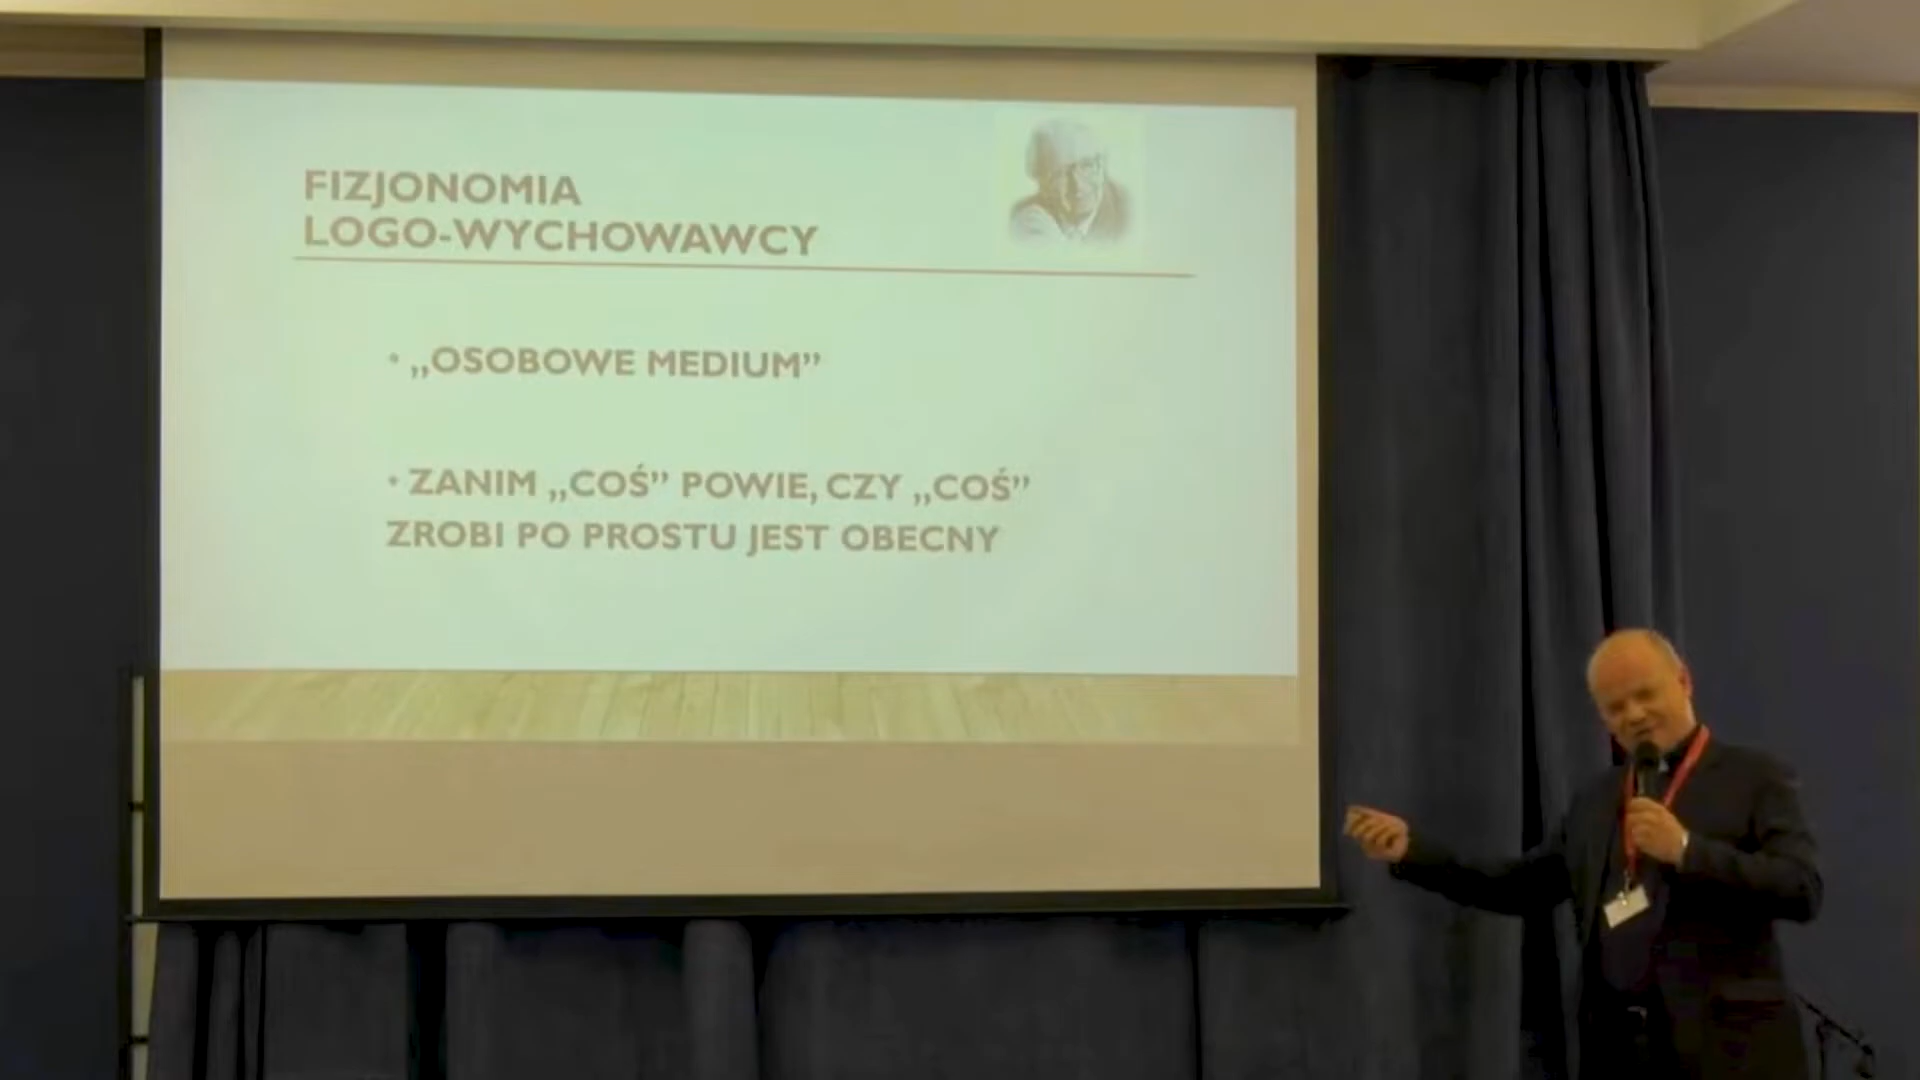 FIZJONOMIA
LOGO-WYCHOWAWCY
• „OSOBOWE MEDIUM”
• ZANIM „COŚ” POWIE, CZY „COŚ”
ZROBI PO PROSTU JEST OBECNY